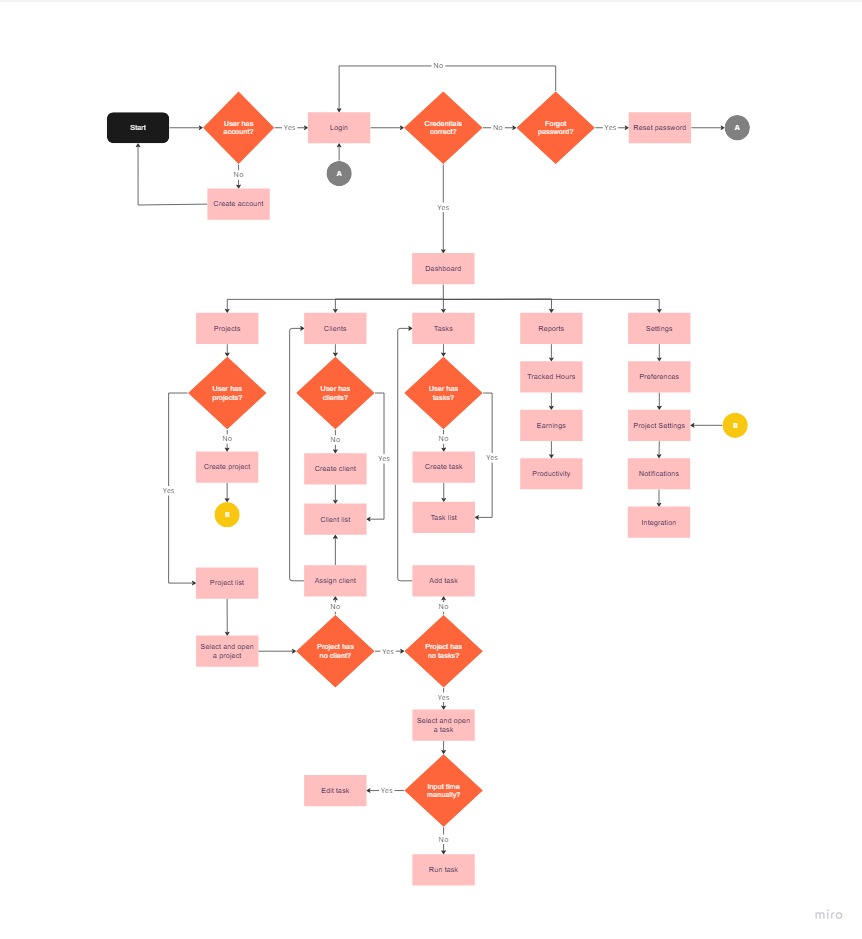 No
Start
User has
account?
Yes
Login
Credentials
correct?
No
Forgot
password?
Yes
Reset password
A
No
A
Create account
Yes
Dashboard
Projects
Clients
Tasks
Reports
Settings
User has
projects?
User has
clients?
User has
tasks?
Tracked Hours
Preferences
No
No
No
Earnings
Project Settings
B
Yes
Yes
Create project
Create client
Create task
Productivity
Notifications
Yes
B
Client list
Task list
Integration
Project list
Assign client
Add task
No
No
Select and open
a project
Project has
no client?
Yes
Project has
no tasks?
Yes
Select and open
a task
Edit task
Yes
Input time
manually?
No
Run task
miro